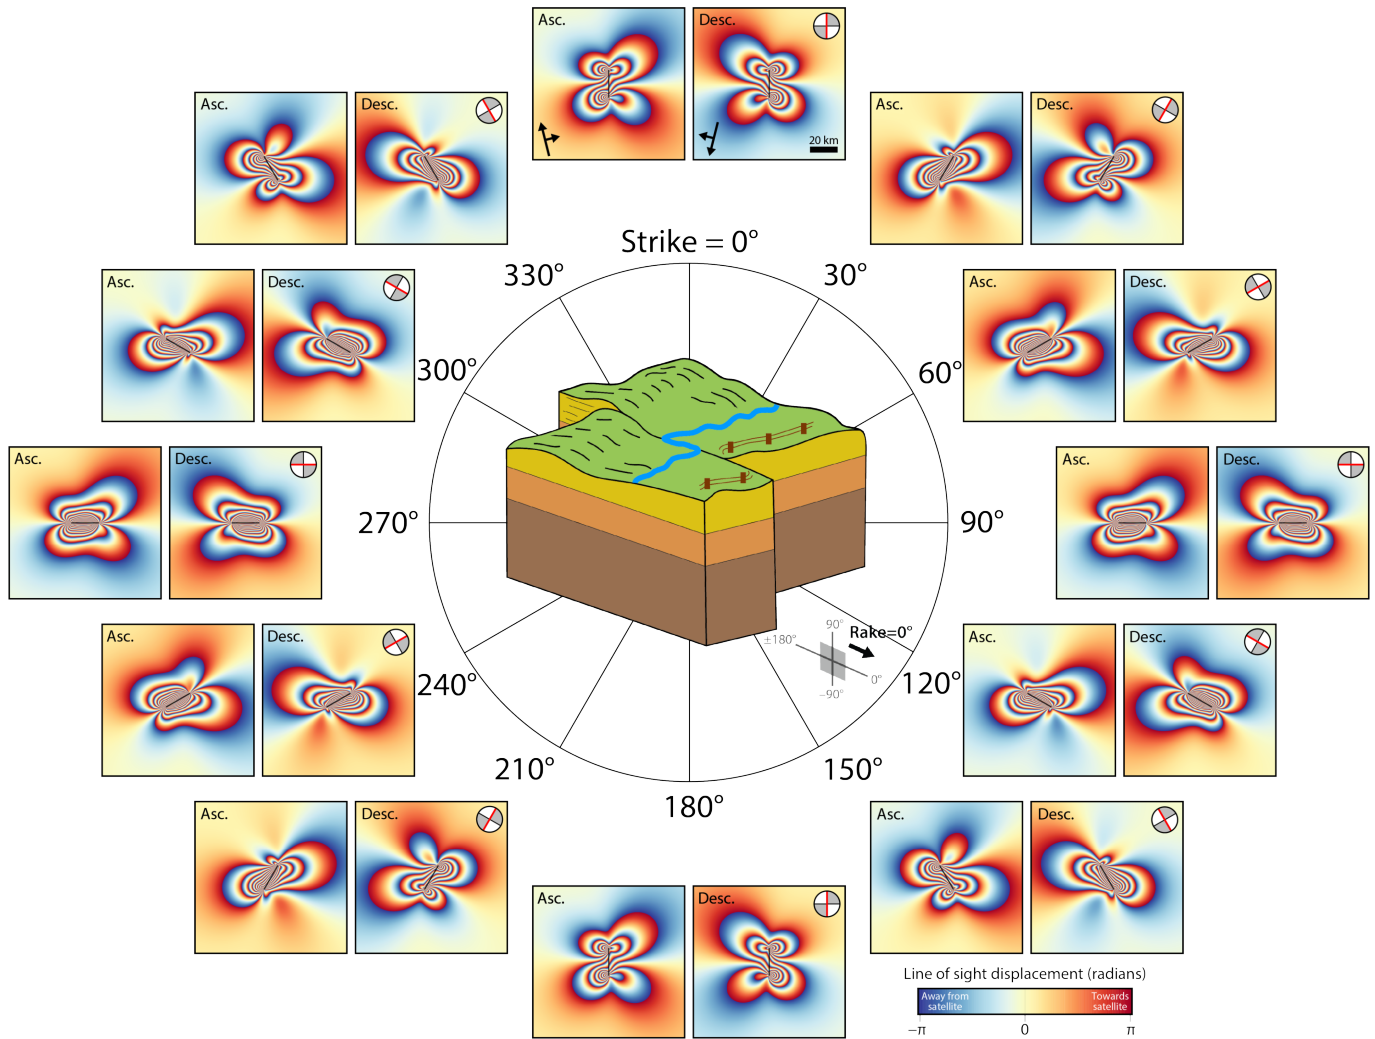 Asc.
Desc.
20 km
Asc.
Desc.
Asc.
Desc.
Strike = 0°
330°
30°
Asc.
Desc.
Asc.
Desc.
300°
60°
Asc.
Desc.
Asc.
Desc.
270°
90°
Asc.
Desc.
Asc.
Desc.
90°
Rake=0°
±180°
0°
−90°
240°
120°
210°
150°
180°
Asc.
Desc.
Asc.
Desc.
Asc.
Desc.
Line of sight displacement (radians)
Away from
satellite
Towards
satellite
−π
0
π